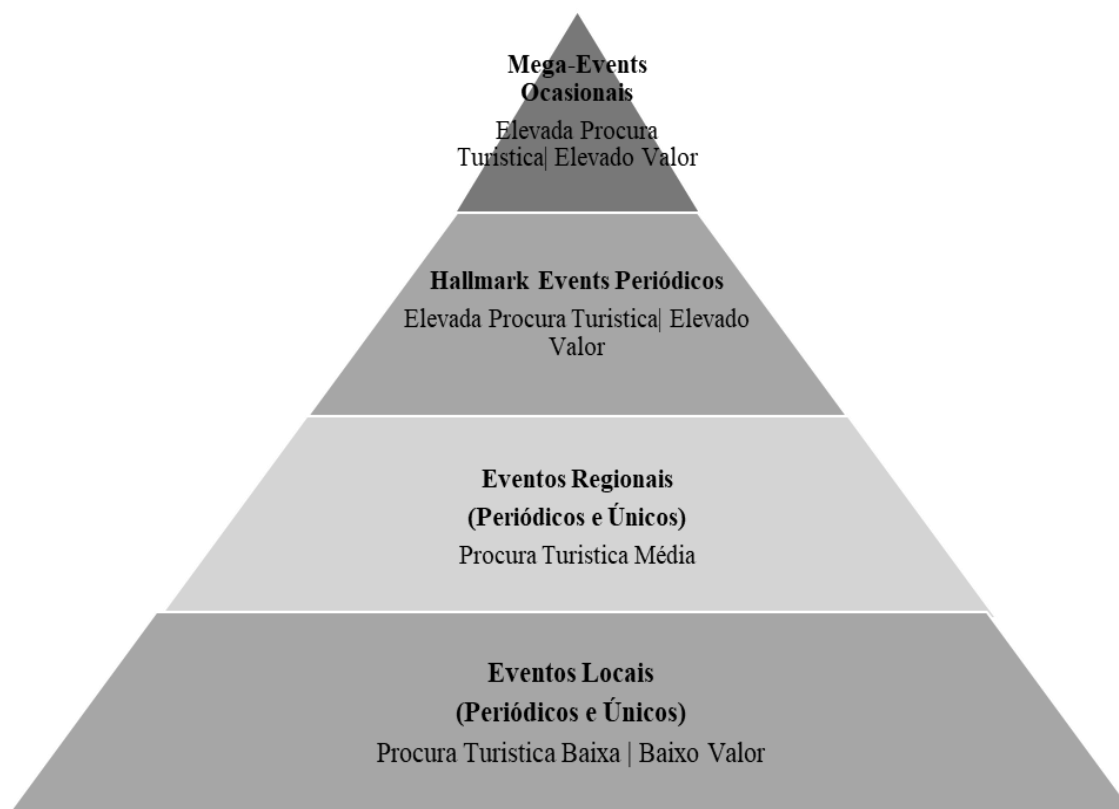 Mega-Events
Ocasionais
Elevada Procura
Turistica| Elevado Valor
Hallmark Events Periódicos
Elevada Procura Turistica| Elevado
Valor
Eventos Regionais
(Periódicos e Únicos)
Procura Turistica Média
Eventos Locais
(Periódicos e Únicos)
Procura Turistica Baixa | Baixo Valor